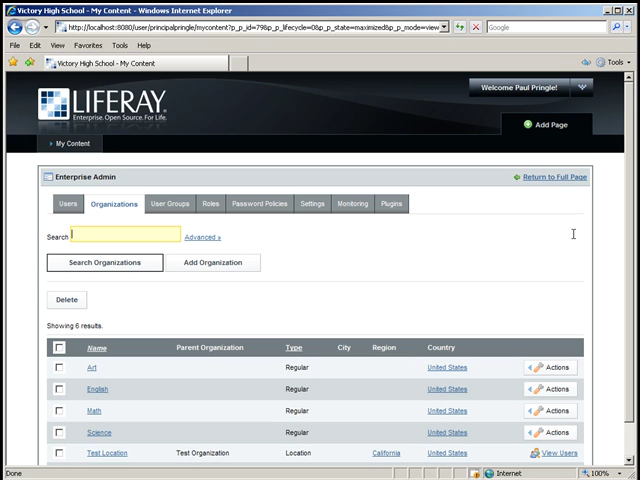 Victory High School - My Content - Windows Internet Explorer
http://localhost:8080/user/principalpringle/mycontent?p_p_id=79&p_p_lifecycle=0&p_p_state=maximized&p_p_mode=view
Google
File Edit View Favorites Tools Help
Victory High School - My Content
Tools
LIFERAY.
Enterprise. Open Source. For Life.
Welcome Paul Pringle!
Add Page
My Content
Enterprise Admin
Return to Full Page
Users Organizations User Groups Roles Password Policies Settings Monitoring Plugins
Search Advanced »
Search Organizations Add Organization
Delete
Showing 6 results.
Name Parent Organization Type City Region Country
Art Regular United States Actions
English Regular United States Actions
Math Regular United States Actions
Science Regular United States Actions
Test Location Test Organization Location California United States View Users
Done Internet 100%